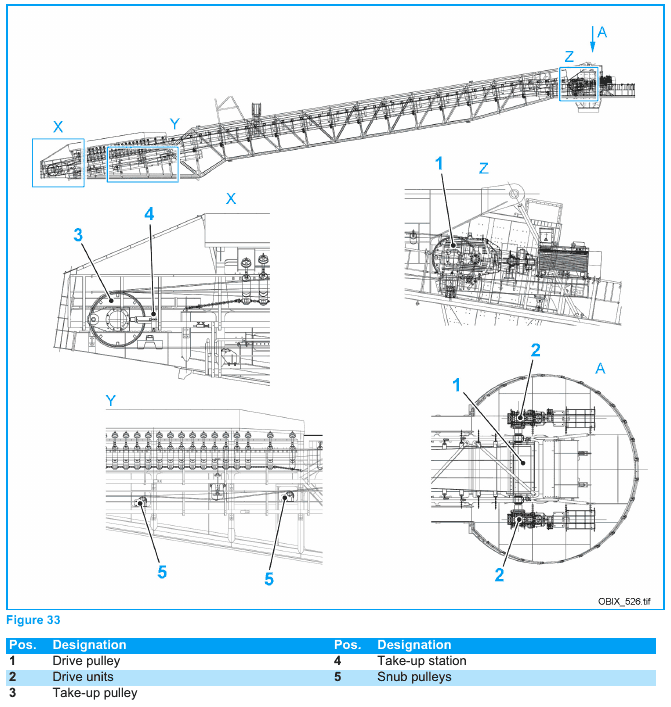 A
Z
X
Y
1
Z
X
4
3
2
A
1
Y
5
5
2
OBIX_526.tif
Figure 33
Pos. Designation Pos. Designation
1 Drive pulley 4 Take-up station
2 Drive units 5 Snub pulleys
3 Take-up pulley